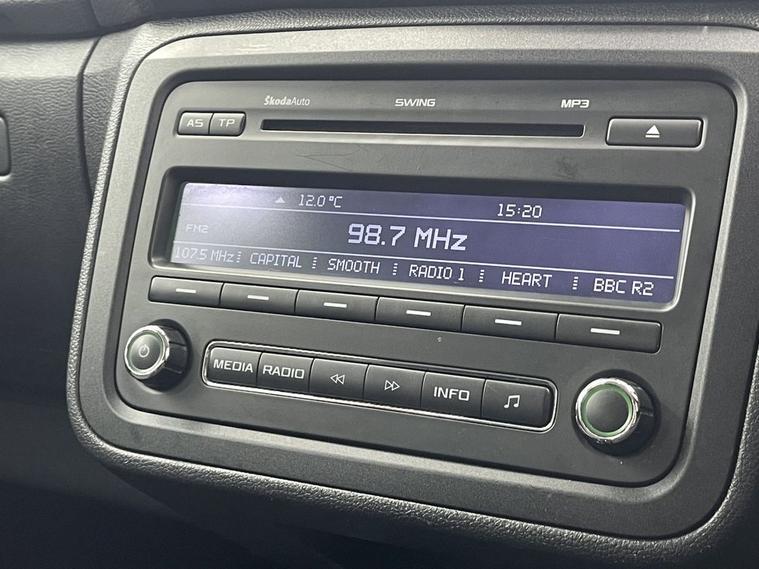 ŠkodaAuto SWING MP3
AS TP
12.0°C 15:20
FM2
98.7 MHz
107.5 MHz CAPITAL SMOOTH RADIO 1 HEART BBC R2
MEDIA RADIO INFO